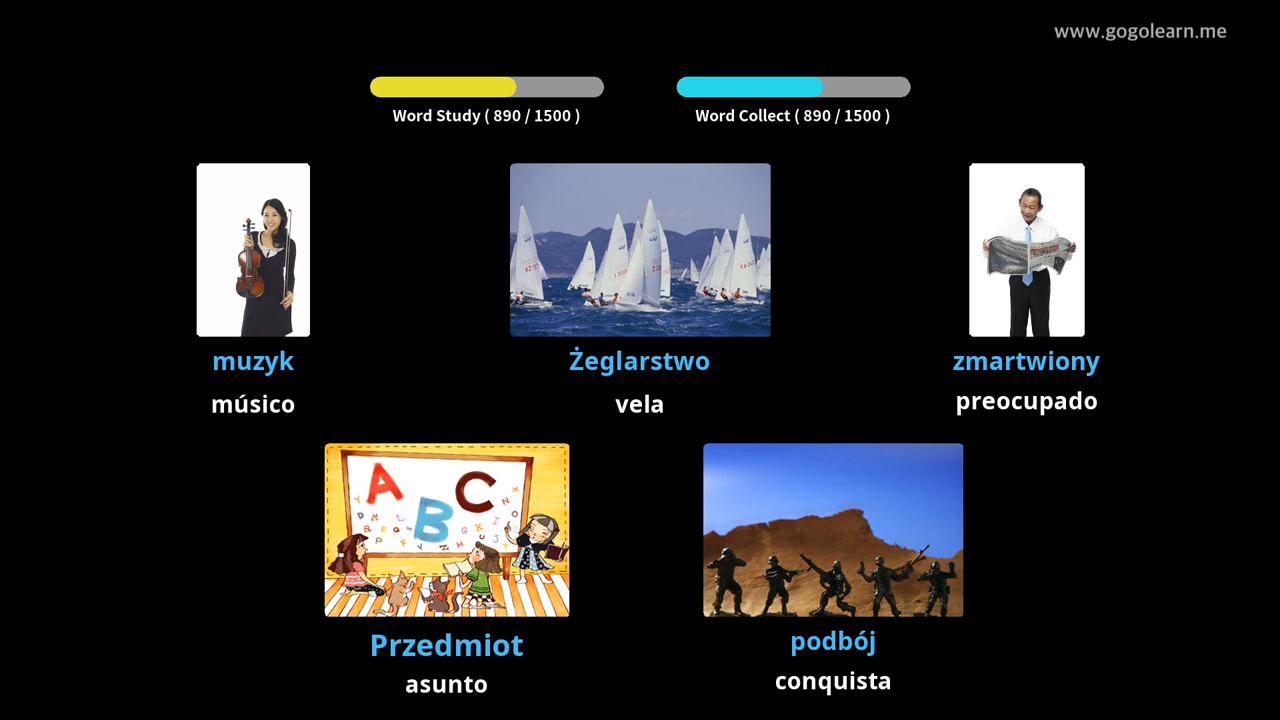 www.gogolearn.me
Word Study ( 890 / 1500 )
Word Collect ( 890 / 1500 )
muzyk
músico
Żeglarstwo
vela
zmartwiony
preocupado
A B C
Przedmiot
asunto
podbój
conquista